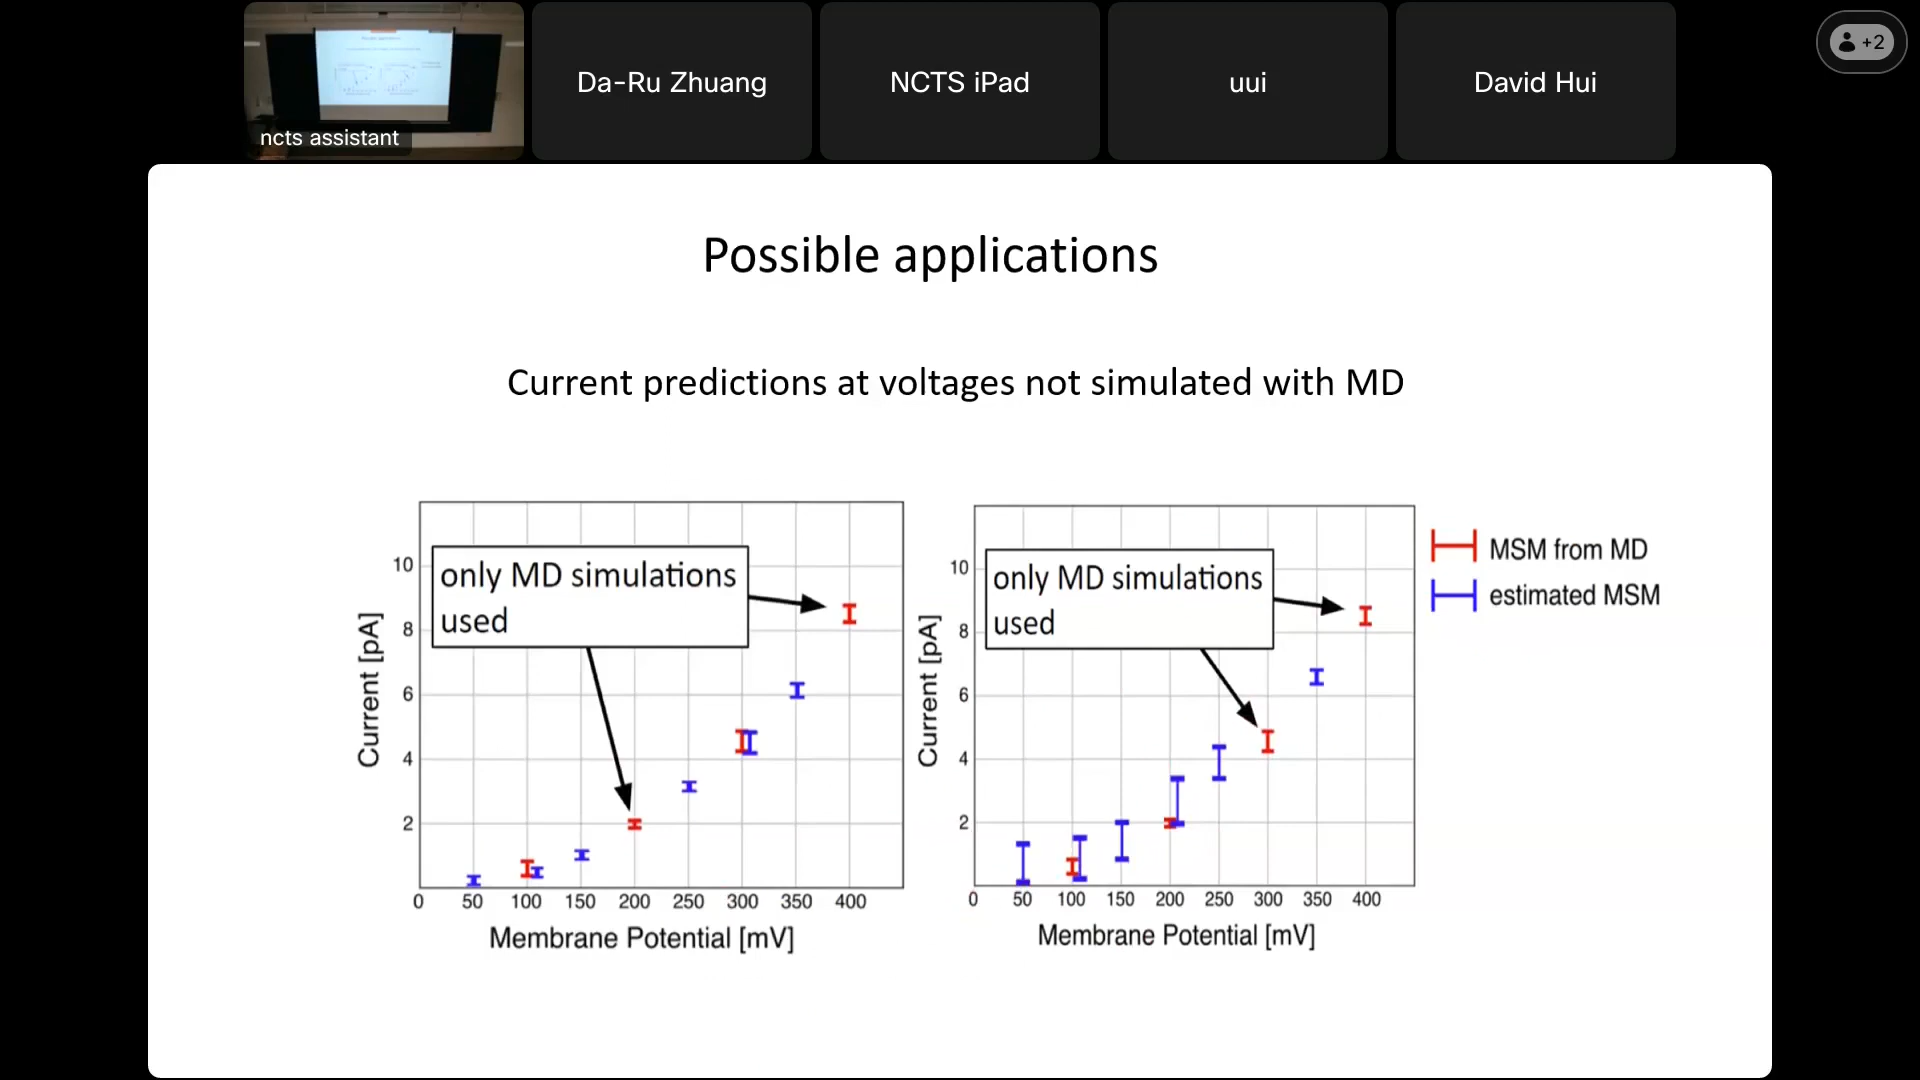 ncts assistant
Da-Ru Zhuang
NCTS iPad
uui
David Hui
+2
Possible applications
Current predictions at voltages not simulated with MD
only MD simulations
used
10
8
6
4
2
0 50 100 150 200 250 300 350 400
Current [pA]
Membrane Potential [mV]
only MD simulations
used
10
8
6
4
2
0 50 100 150 200 250 300 350 400
Current [pA]
Membrane Potential [mV]
MSM from MD
estimated MSM